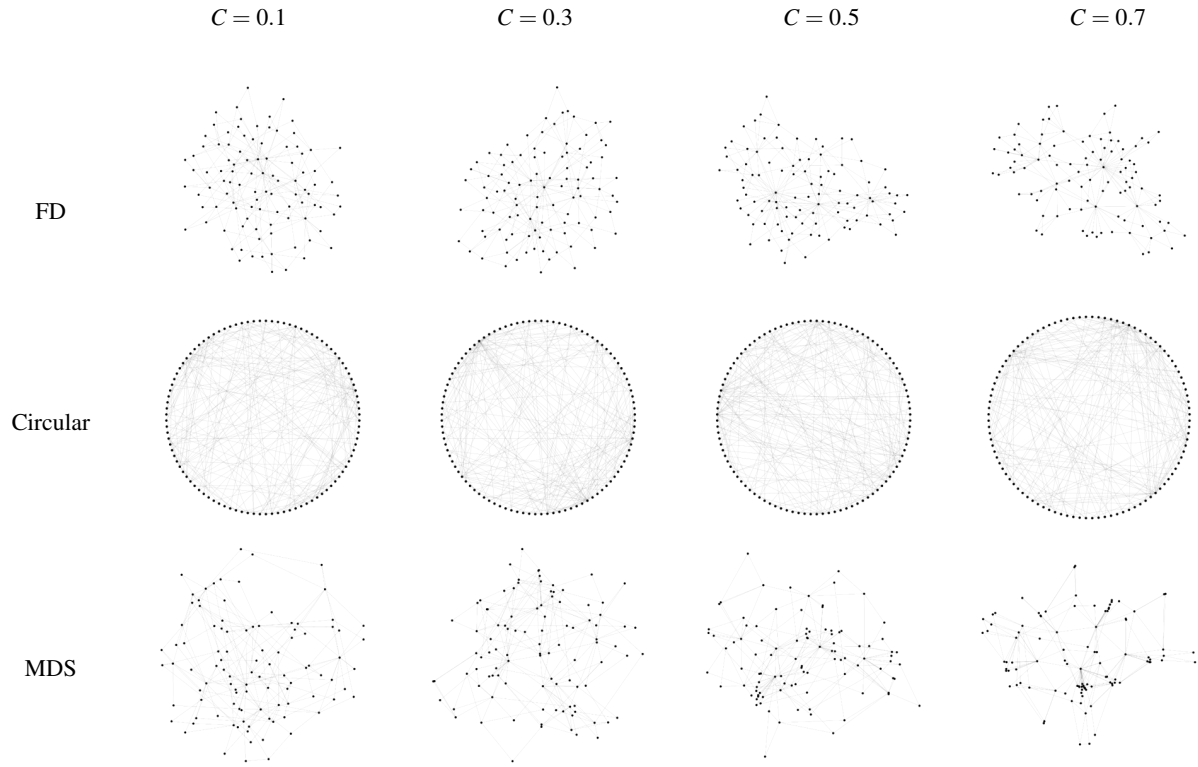 C = 0.1 C = 0.3 C = 0.5 C = 0.7
FD
Circular
MDS